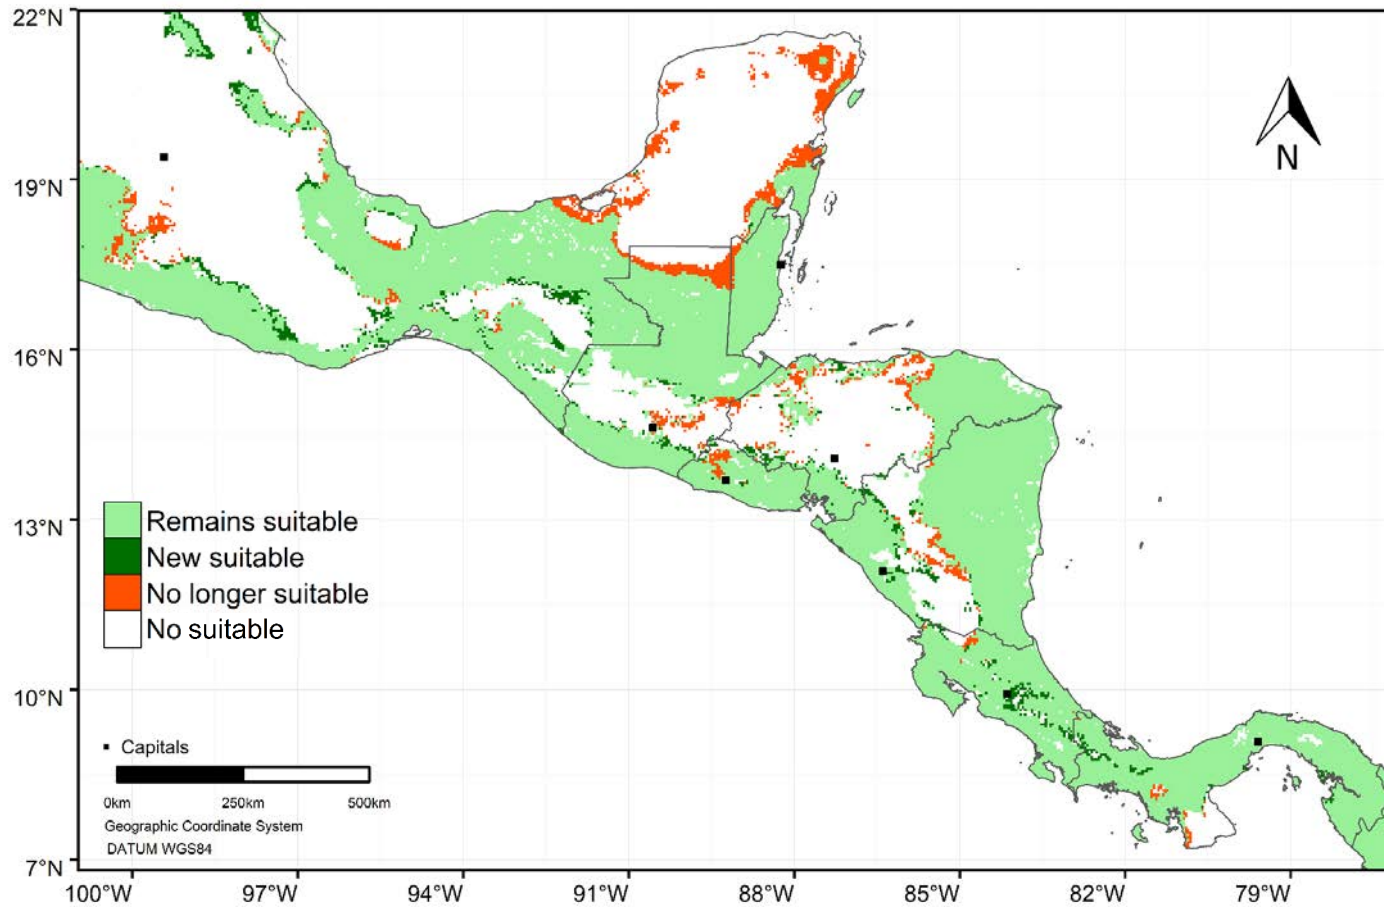 22°N
19°N
16°N
13°N
10°N
7°N
N
Remains suitable
New suitable
No longer suitable
No suitable
Capitals
0km 250km 500km
Geographic Coordinate System
DATUM WGS84
100°W 97°W 94°W 91°W 88°W 85°W 82°W 79°W